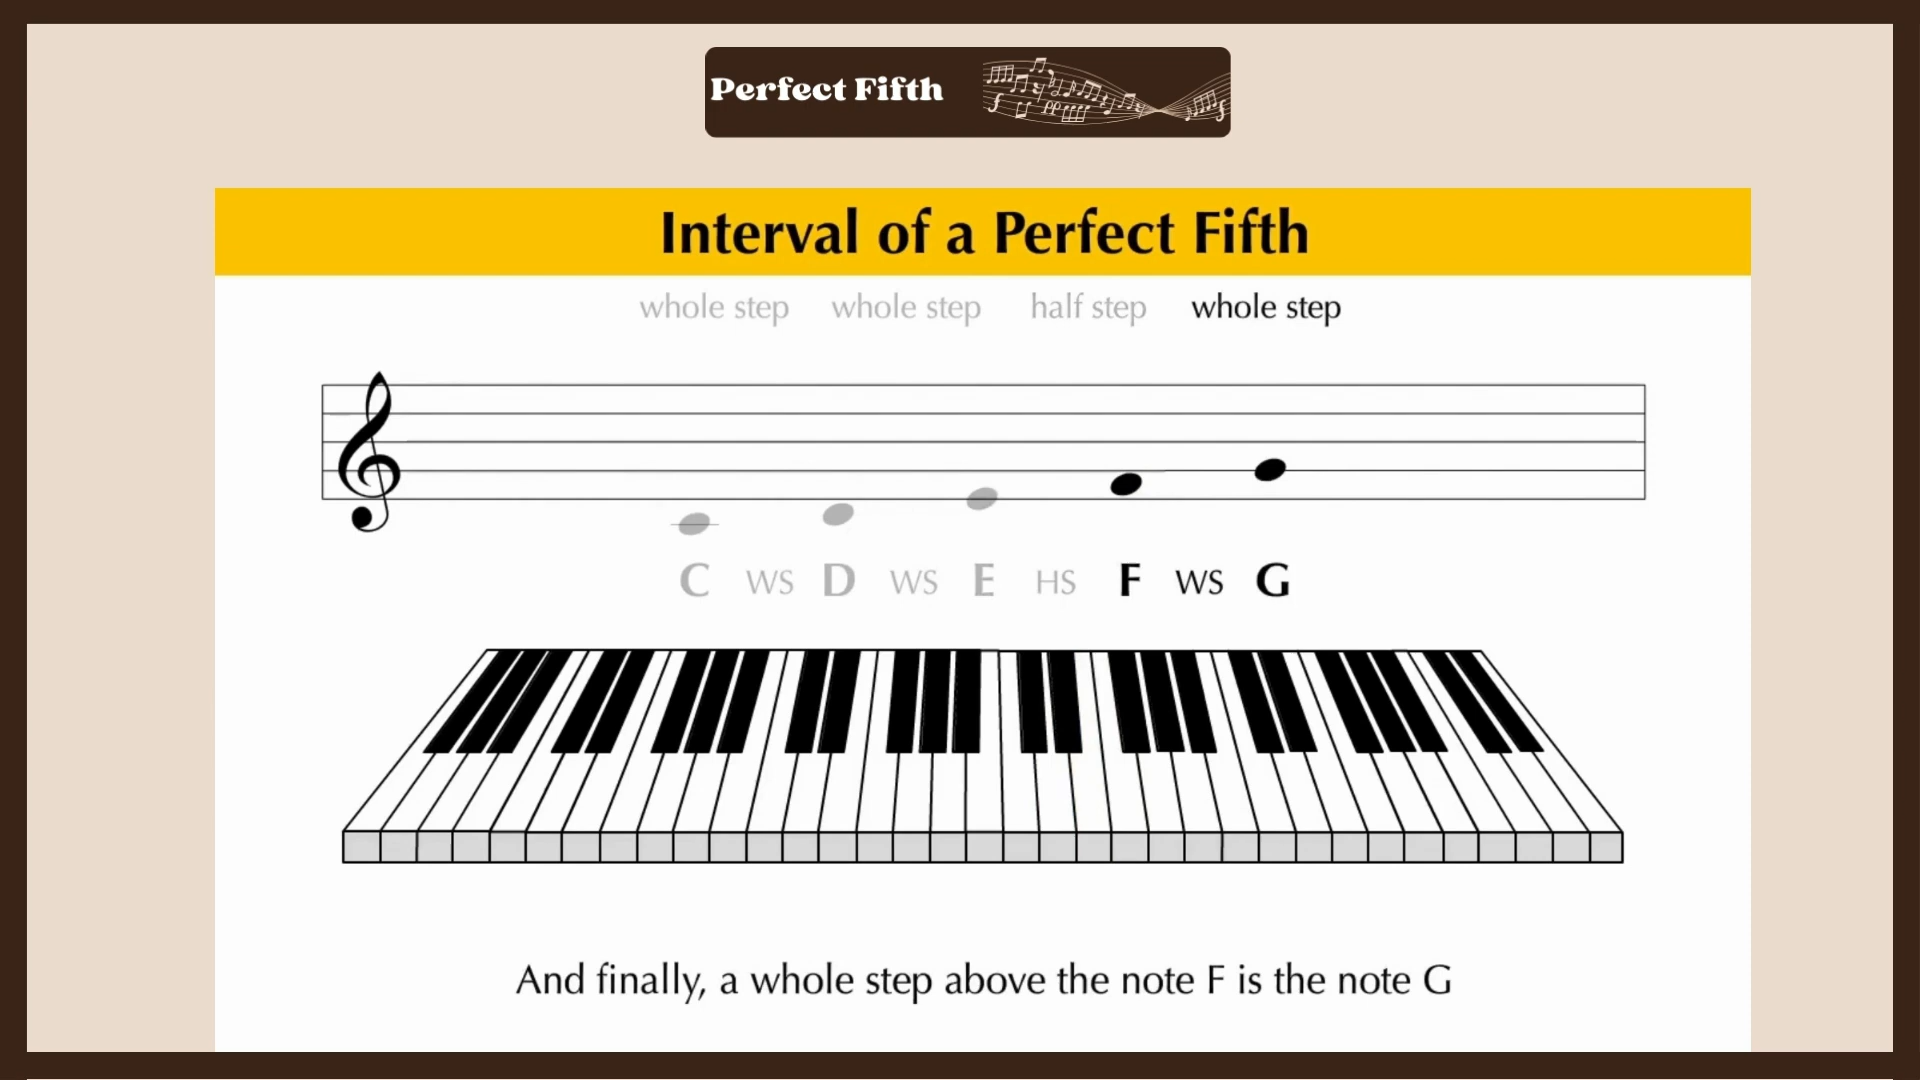 Perfect Fifth
Interval of a Perfect Fifth
whole step whole step half step whole step
C WS D WS E HS F WS G
And finally, a whole step above the note F is the note G